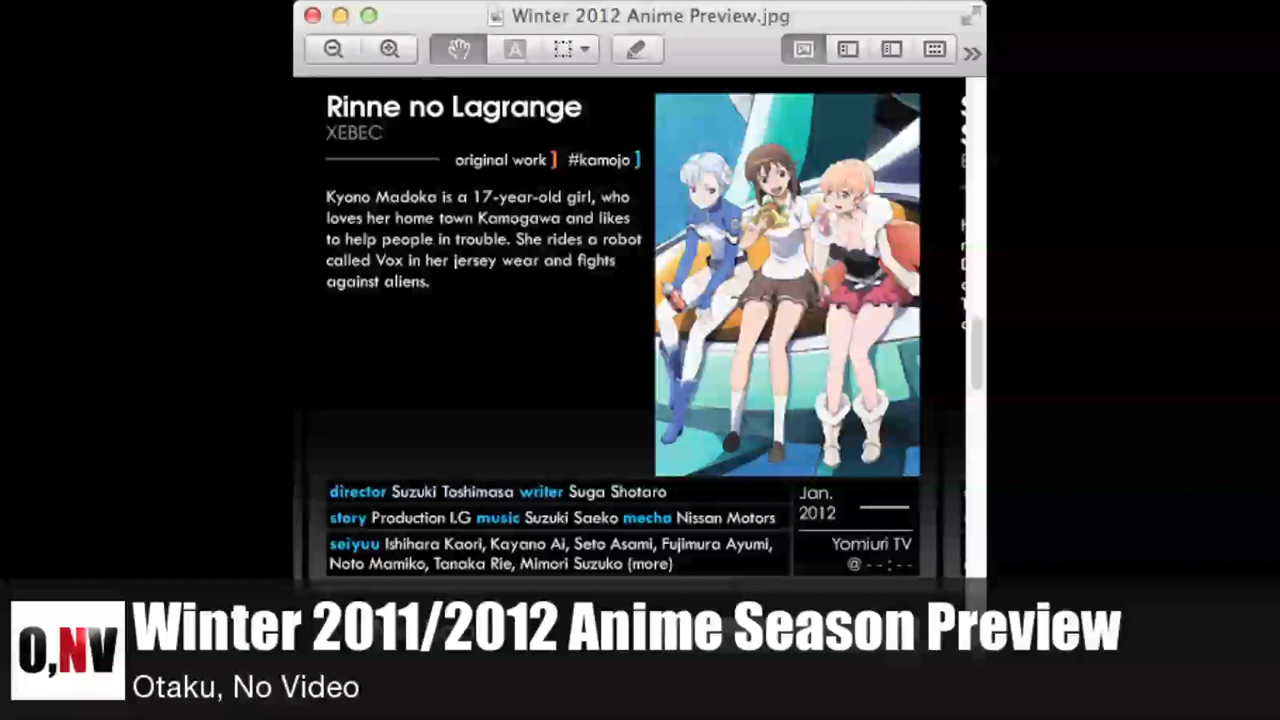 Winter 2012 Anime Preview.jpg
Rinne no Lagrange
XEBEC
original work ] #kamojo ]
Kyono Madoka is a 17-year-old girl, who
loves her home town Kamogawa and likes
to help people in trouble. She rides a robot
called Vox in her jersey wear and fights
against aliens.
director Suzuki Toshimasa writer Suga Shotaro
story Production I.G music Suzuki Saeko mecha Nissan Motors
seiyuu Ishihara Kaori, Kayano Ai, Seto Asami, Fujimura Ayumi,
Noto Mamiko, Tanaka Rie, Mimori Suzuko (more)
Jan.
2012
Yomiuri TV
@--:--
O,NV
Winter 2011/2012 Anime Season Preview
Otaku, No Video